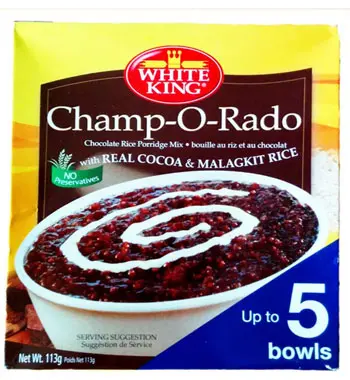 WHITE
KING®
Champ-O-Rado
Chocolate Rice Porridge Mix • bouille au riz et au chocolat
with REAL COCOA & MALAGKIT RICE
NO
Preservatives
Up to 5
bowls
SERVING SUGGESTION
Suggestion de Service
Net Wt. 113g Poids Net 113g